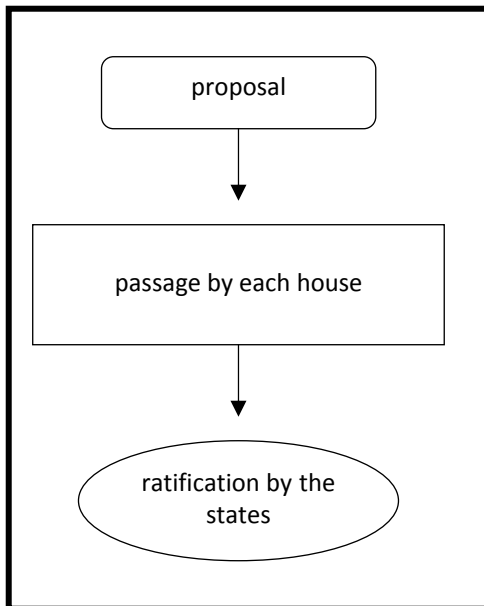 proposal
passage by each house
ratification by the
states